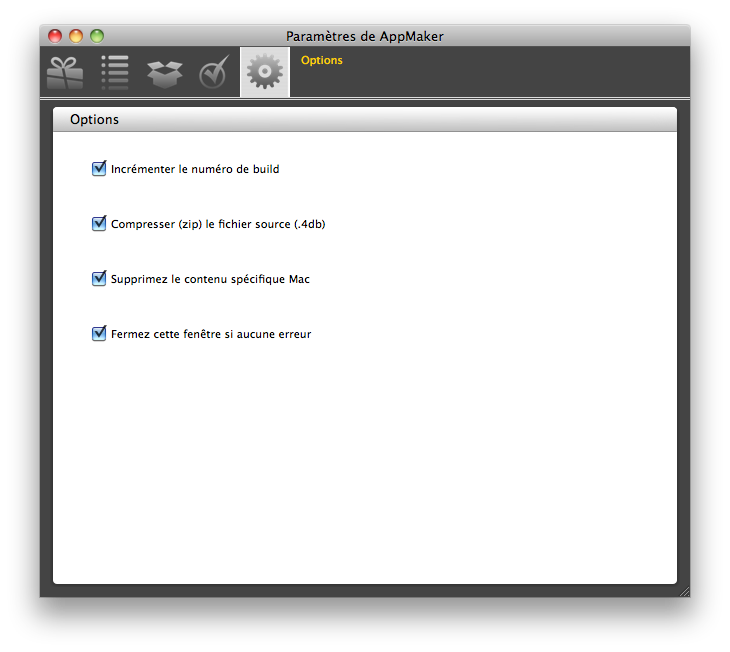 Paramètres de AppMaker
Options
Options
Incrémenter le numéro de build
Compresser (zip) le fichier source (.4db)
Supprimez le contenu spécifique Mac
Fermez cette fenêtre si aucune erreur